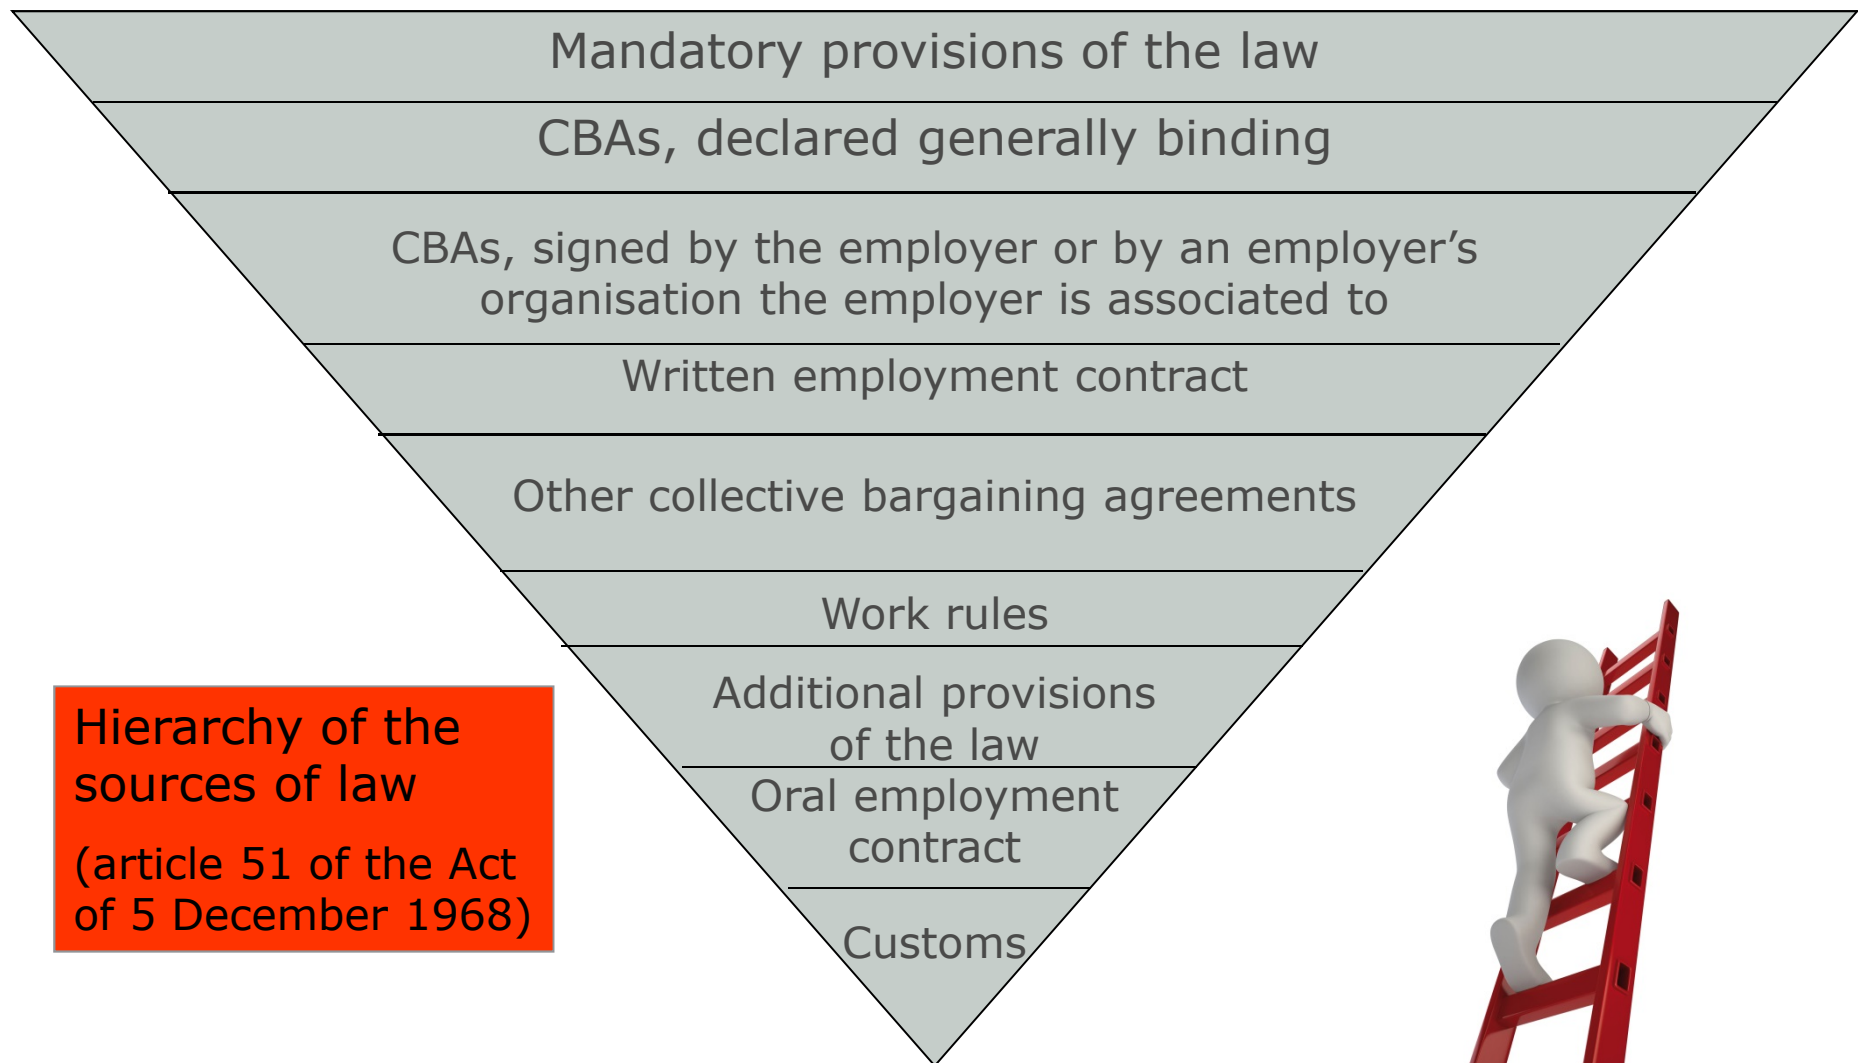 Mandatory provisions of the law
CBAs, declared generally binding
CBAs, signed by the employer or by an employer’s
organisation the employer is associated to
Written employment contract
Other collective bargaining agreements
Work rules
Additional provisions
of the law
Oral employment
contract
Customs
Hierarchy of the
sources of law
(article 51 of the Act
of 5 December 1968)